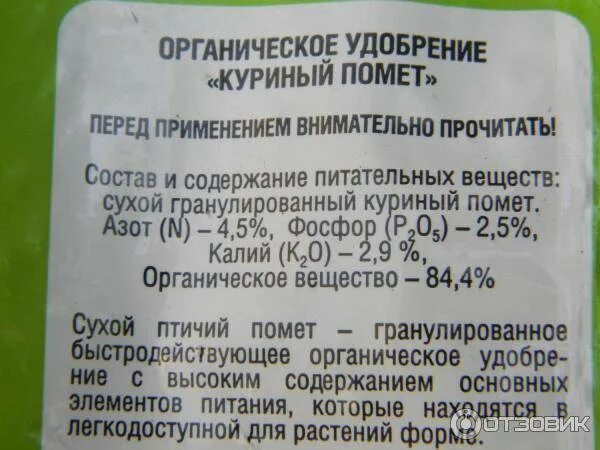 ОРГАНИЧЕСКОЕ УДОБРЕНИЕ
«КУРИНЫЙ ПОМЕТ»
ПЕРЕД ПРИМЕНЕНИЕМ ВНИМАТЕЛЬНО ПРОЧИТАТЬ!
Состав и содержание питательных веществ:
сухой гранулированный куриный помет.
Азот (N) – 4,5%, Фосфор (P₂O₅) – 2,5%,
Калий (K₂O) – 2,9 %,
Органическое вещество – 84,4%
Сухой птичий помет – гранулированное
быстродействующее органическое удобре-
ние с высоким содержанием основных
элементов питания, которые находятся в
легкодоступной для растений форме.
ОТЗОВИК